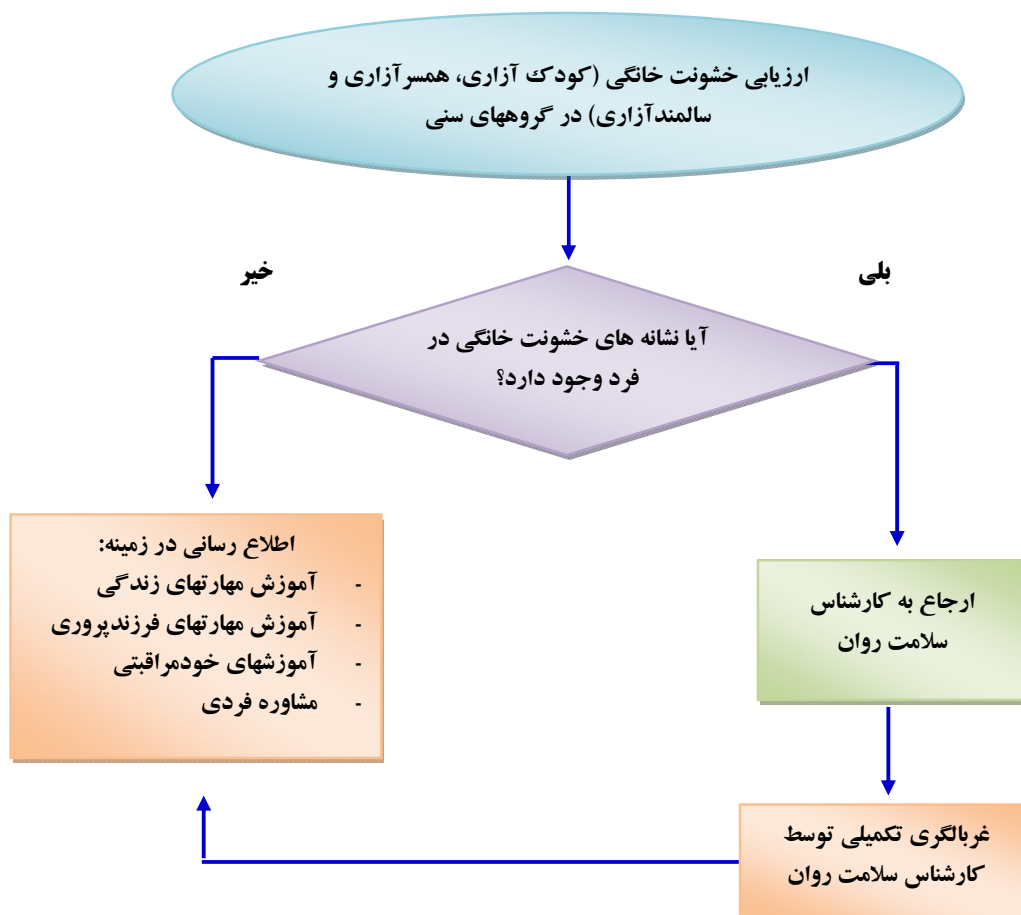 ارزیابی خشونت خانگی (کودک آزاری، همسرآزاری و
سالمندآزاری) در گروههای سنی
بلی
خیر
آیا نشانه های خشونت خانگی در
فرد وجود دارد؟
اطلاع رسانی در زمینه:
- آموزش مهارتهای زندگی
- آموزش مهارتهای فرزندپروری
- آموزشهای خودمراقبتی
- مشاوره فردی
ارجاع به کارشناس
سلامت روان
غربالگری تکمیلی توسط
کارشناس سلامت روان